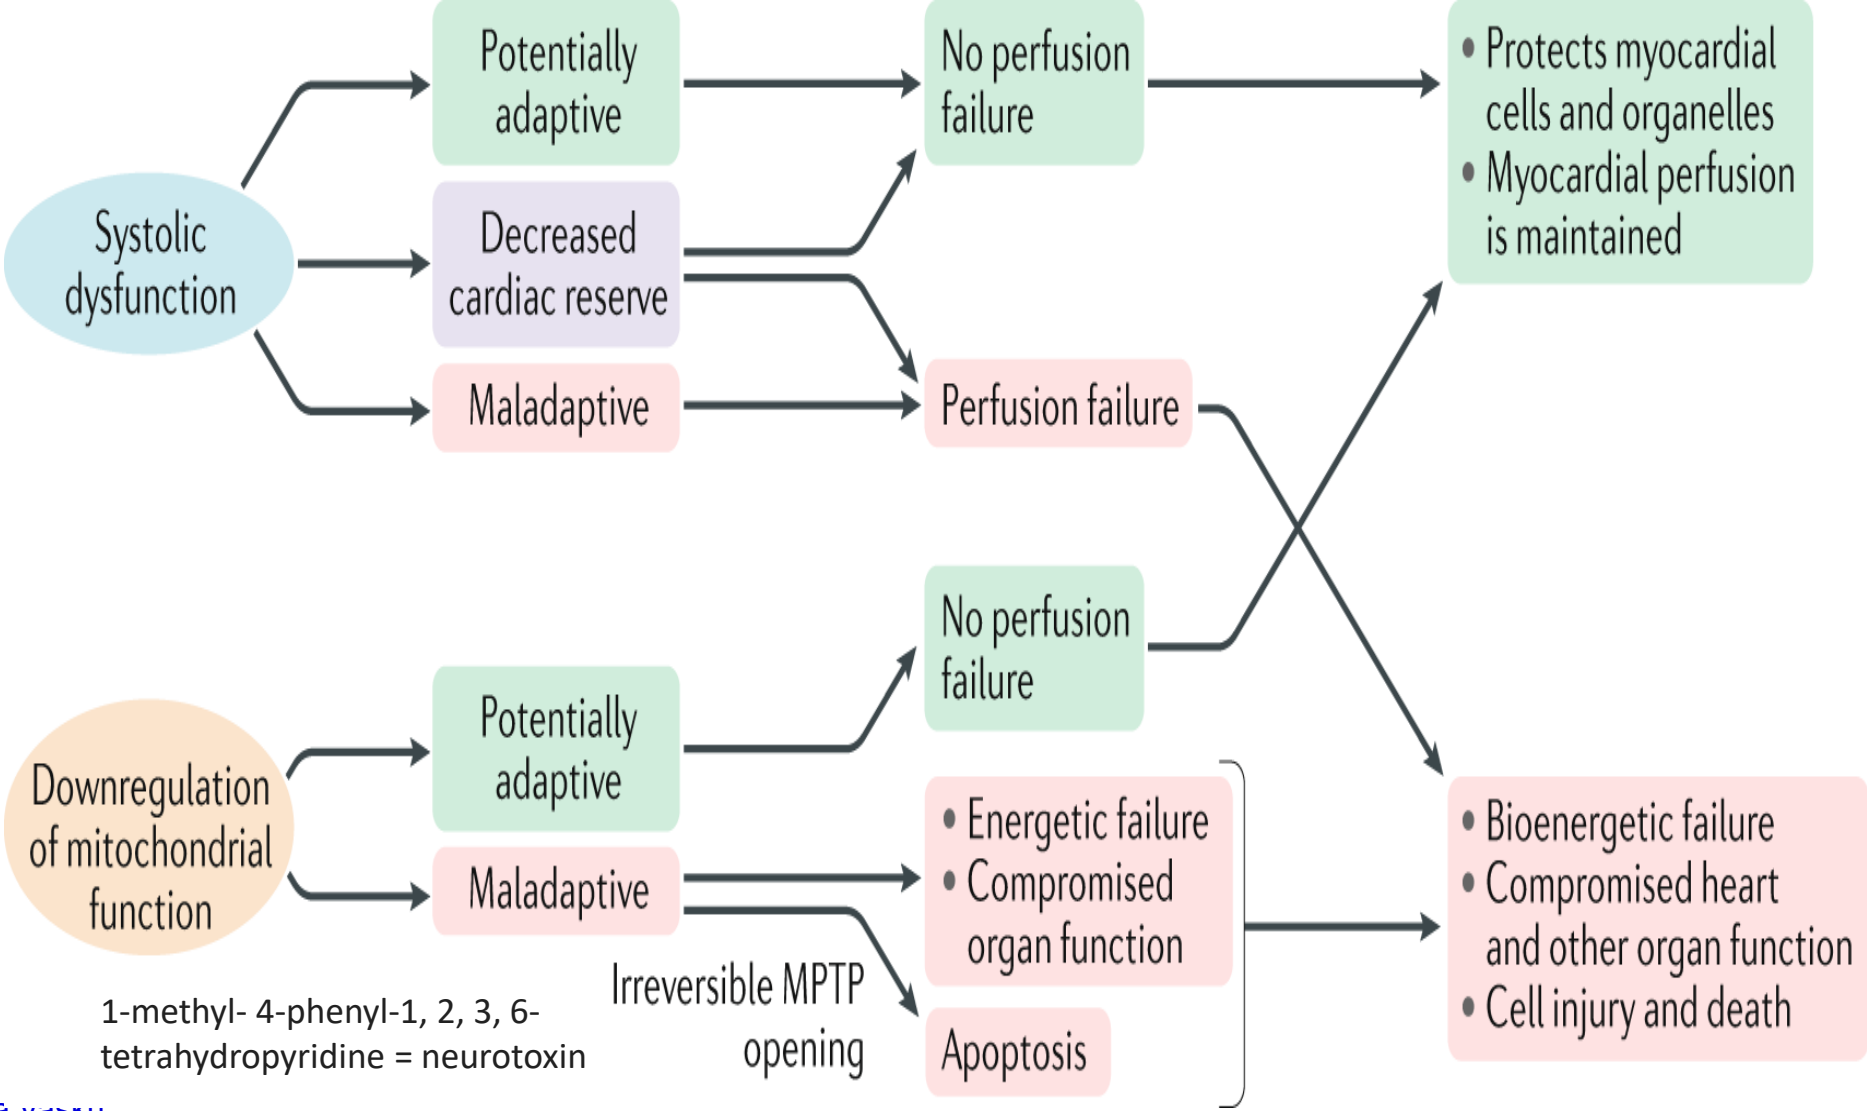 Potentially
adaptive
No perfusion
failure
• Protects myocardial
cells and organelles
• Myocardial perfusion
is maintained
Systolic
dysfunction
Decreased
cardiac reserve
Maladaptive
Perfusion failure
No perfusion
failure
Potentially
adaptive
Downregulation
of mitochondrial
function
Maladaptive
• Energetic failure
• Compromised
organ function
• Bioenergetic failure
• Compromised heart
and other organ function
• Cell injury and death
Irreversible MPTP
opening
Apoptosis
1-methyl- 4-phenyl-1, 2, 3, 6-
tetrahydropyridine = neurotoxin